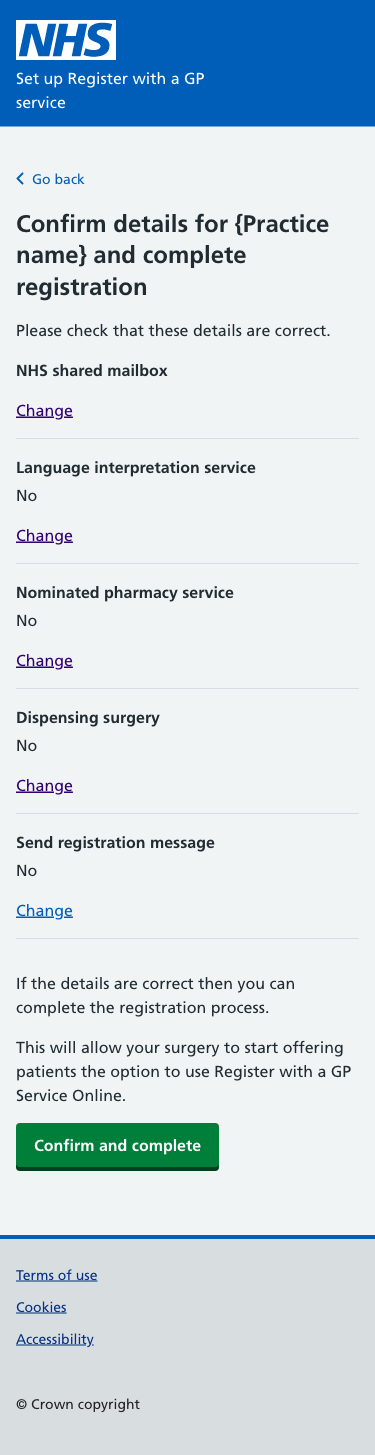 NHS
Set up Register with a GP
service
Go back
Confirm details for {Practice
name} and complete
registration
Please check that these details are correct.
NHS shared mailbox
Change
Language interpretation service
No
Change
Nominated pharmacy service
No
Change
Dispensing surgery
No
Change
Send registration message
No
Change
If the details are correct then you can
complete the registration process.
This will allow your surgery to start offering
patients the option to use Register with a GP
Service Online.
Confirm and complete
Terms of use
Cookies
Accessibility
© Crown copyright